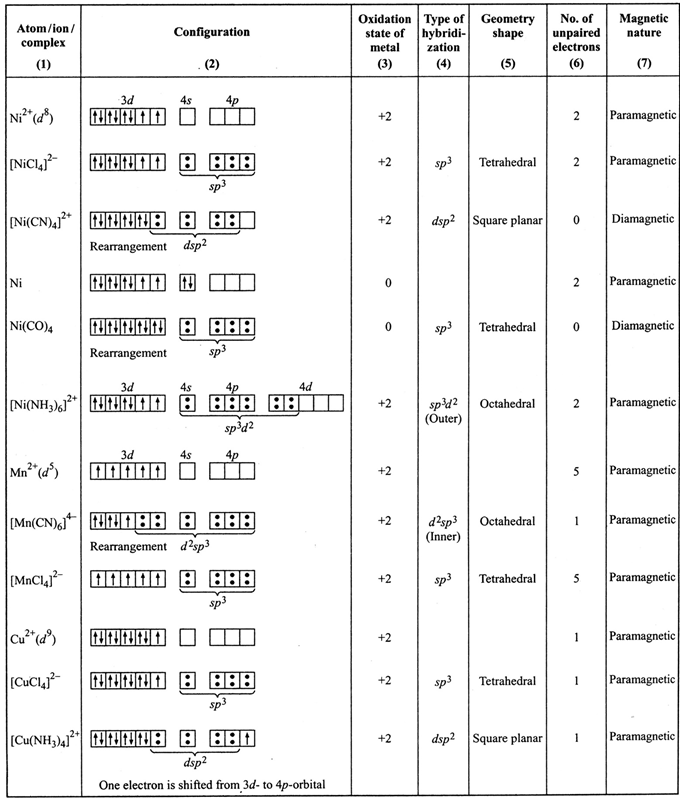 Atom/ion/complex (1) | Configuration (2) | Oxidation state of metal (3) | Type of hybridization (4) | Geometry shape (5) | No. of unpaired electrons (6) | Magnetic nature (7)
3d 4s 4p
Ni²⁺(d⁸) +2 2 Paramagnetic
[NiCl₄]²⁻ +2 sp³ Tetrahedral 2 Paramagnetic
sp³
[Ni(CN)₄]²⁺ +2 dsp² Square planar 0 Diamagnetic
Rearrangement dsp²
Ni 0 2 Paramagnetic
Ni(CO)₄ 0 sp³ Tetrahedral 0 Diamagnetic
Rearrangement sp³
3d 4s 4p 4d
[Ni(NH₃)₆]²⁺ +2 sp³d² (Outer) Octahedral 2 Paramagnetic
sp³d²
3d 4s 4p
Mn²⁺(d⁵) +2 5 Paramagnetic
[Mn(CN)₆]⁴⁻ +2 d²sp³ (Inner) Octahedral 1 Paramagnetic
Rearrangement d²sp³
[MnCl₄]²⁻ +2 sp³ Tetrahedral 5 Paramagnetic
sp³
Cu²⁺(d⁹) +2 1 Paramagnetic
[CuCl₄]²⁻ +2 sp³ Tetrahedral 1 Paramagnetic
sp³
[Cu(NH₃)₄]²⁺ +2 dsp² Square planar 1 Paramagnetic
dsp²
One electron is shifted from 3d- to 4p-orbital